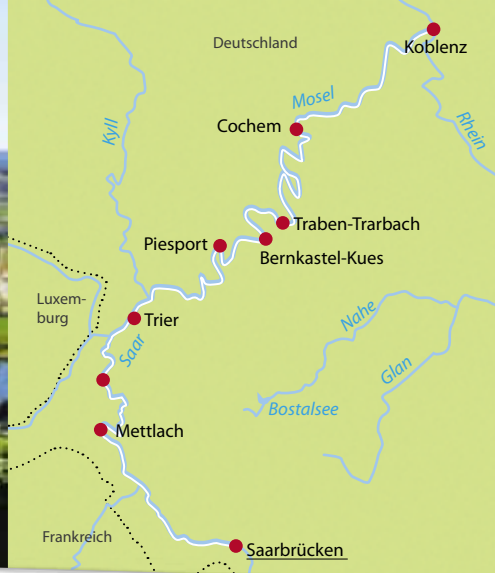 Deutschland
Koblenz
Mosel
Cochem
Rhein
Kyll
Traben-Trarbach
Piesport
Bernkastel-Kues
Luxem-
burg
Trier
Nahe
Saar
Glan
Bostalsee
Mettlach
Frankreich
Saarbrücken